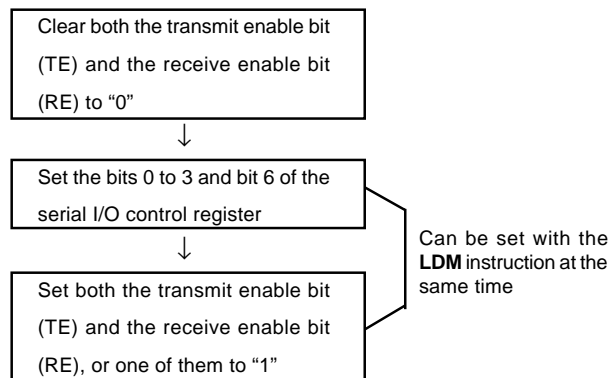 Clear both the transmit enable bit
(TE) and the receive enable bit
(RE) to “0”
↓
Set the bits 0 to 3 and bit 6 of the
serial I/O control register
↓
Set both the transmit enable bit
(TE) and the receive enable bit
(RE), or one of them to “1”
Can be set with the
LDM instruction at the
same time